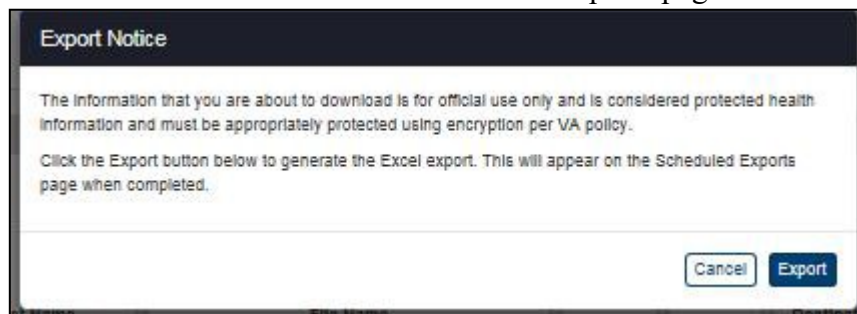 Export Notice
The information that you are about to download is for official use only and is considered protected health
information and must be appropriately protected using encryption per VA policy.
Click the Export button below to generate the Excel export. This will appear on the Scheduled Exports
page when completed.
Cancel Export